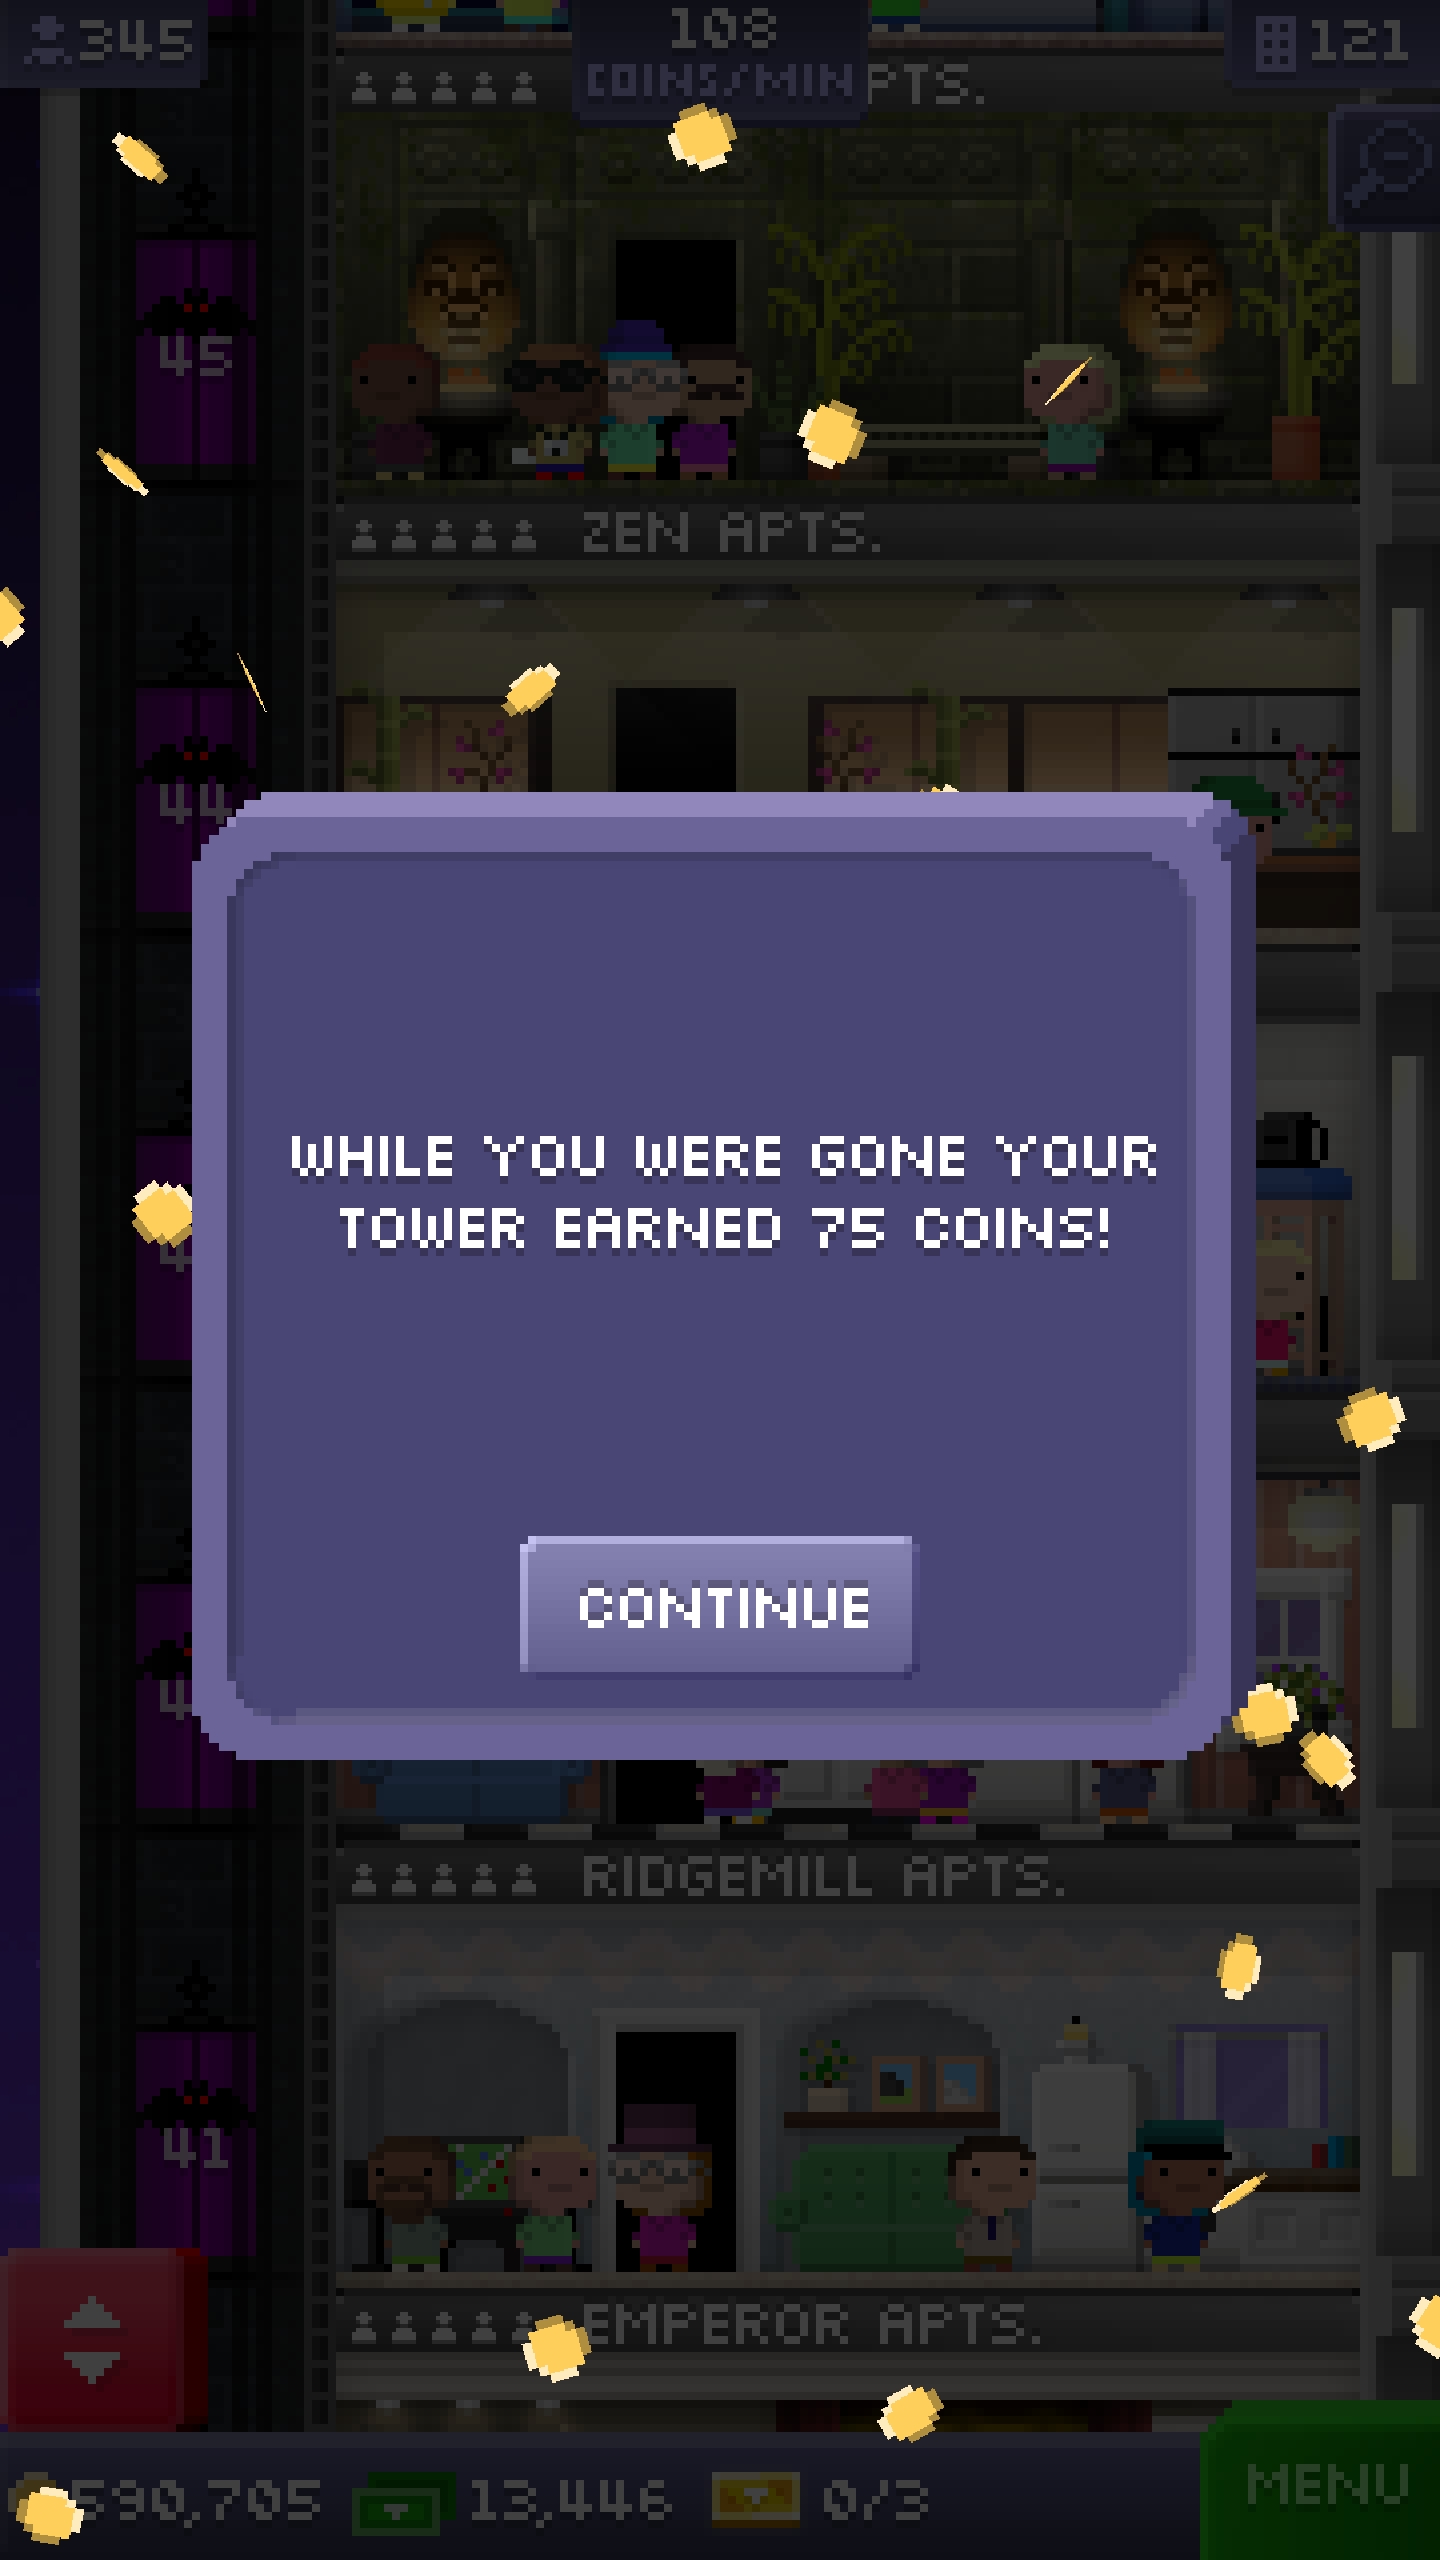 345
108
COINS/MIN
121
PTS.
45
ZEN APTS.
44
WHILE YOU WERE GONE YOUR
TOWER EARNED 75 COINS!
CONTINUE
RIDGEMILL APTS.
41
EMPEROR APTS.
590,705
13,446
0/3
MENU